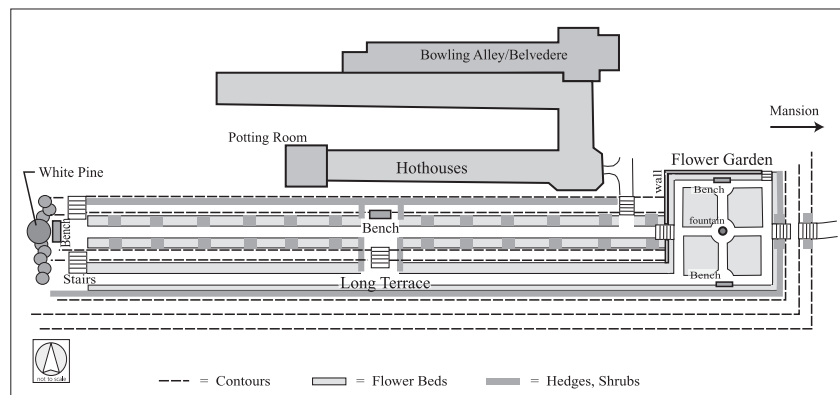 Bowling Alley/Belvedere
Mansion
Potting Room
Hothouses
Flower Garden
White Pine
wall
Bench
Bench
Bench
fountain
Bench
Stairs
Long Terrace
not to scale
= Contours
= Flower Beds
= Hedges, Shrubs